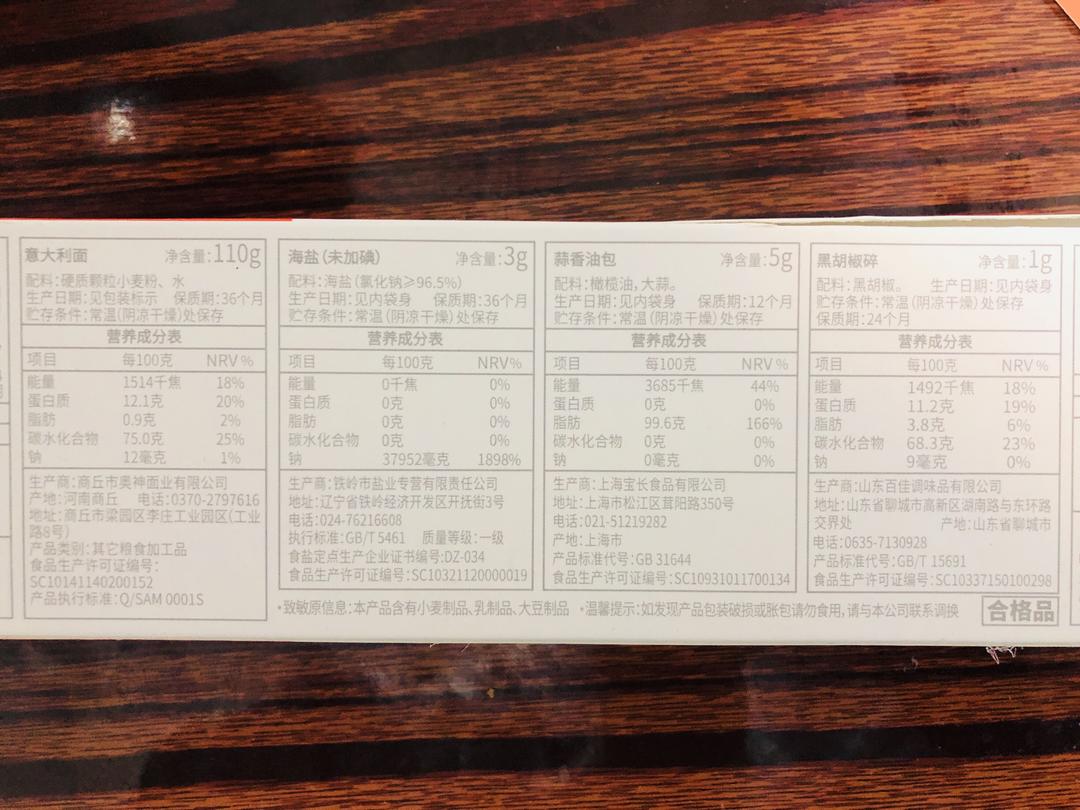 意大利面 净含量:110g
配料:硬质颗粒小麦粉、水
生产日期:见包装标示 保质期:36个月
贮存条件:常温(阴凉干燥)处保存
营养成分表
项目 每100克 NRV%
能量 1514千焦 18%
蛋白质 12.1克 20%
脂肪 0.9克 2%
碳水化合物 75.0克 25%
钠 12毫克 1%
生产商:商丘市奥神面业有限公司
产地:河南商丘 电话:0370-2797616
地址:商丘市梁园区李庄工业园区(工业
路8号)
产品类别:其它粮食加工品
食品生产许可证编号:
SC10141140200152
产品执行标准:Q/SAM 0001S
海盐(未加碘) 净含量:3g
配料:海盐(氯化钠≥96.5%)
生产日期:见内袋身 保质期:36个月
贮存条件:常温(阴凉干燥)处保存
营养成分表
项目 每100克 NRV%
能量 0千焦 0%
蛋白质 0克 0%
脂肪 0克 0%
碳水化合物 0克 0%
钠 37952毫克 1898%
生产商:铁岭市盐业专营有限责任公司
地址:辽宁省铁岭经济开发区开抚街3号
电话:024-76216608
执行标准:GB/T 5461 质量等级:一级
食盐定点生产企业证书编号:DZ-034
食品生产许可证编号:SC10321120000019
蒜香油包 净含量:5g
配料:橄榄油,大蒜。
生产日期:见内袋身 保质期:12个月
贮存条件:常温(阴凉干燥)处保存
营养成分表
项目 每100克 NRV%
能量 3685千焦 44%
蛋白质 0克 0%
脂肪 99.6克 166%
碳水化合物 0克 0%
钠 0毫克 0%
生产商:上海宝长食品有限公司
地址:上海市松江区茸阳路350号
电话:021-51219282
产地:上海市
产品标准代号:GB 31644
食品生产许可证编号:SC10931011700134
黑胡椒碎 净含量:1g
配料:黑胡椒。 生产日期:见内袋身
贮存条件:常温(阴凉干燥)处保存
保质期:24个月
营养成分表
项目 每100克 NRV%
能量 1492千焦 18%
蛋白质 11.2克 19%
脂肪 3.8克 6%
碳水化合物 68.3克 23%
钠 9毫克 0%
生产商:山东百佳调味品有限公司
地址:山东省聊城市高新区湖南路与东环路
交界处 产地:山东省聊城市
电话:0635-7130928
产品标准代号:GB/T 15691
食品生产许可证编号:SC10337150100298
•致敏原信息:本产品含有小麦制品、乳制品、大豆制品 •温馨提示:如发现产品包装破损或胀包请勿食用,请与本公司联系调换
合格品